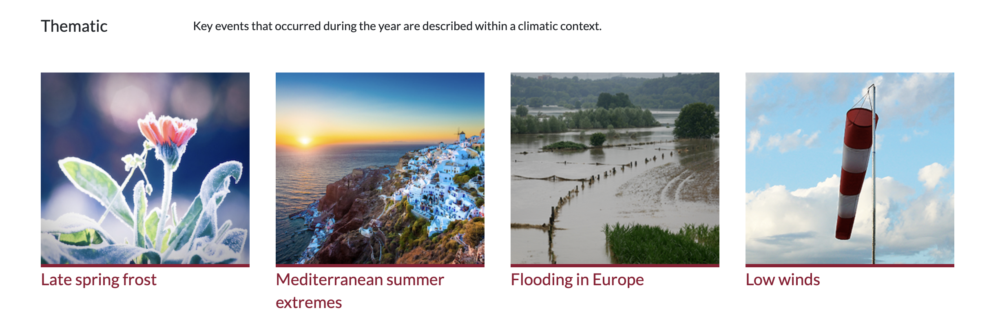 Thematic
Key events that occurred during the year are described within a climatic context.
Late spring frost
Mediterranean summer
extremes
Flooding in Europe
Low winds